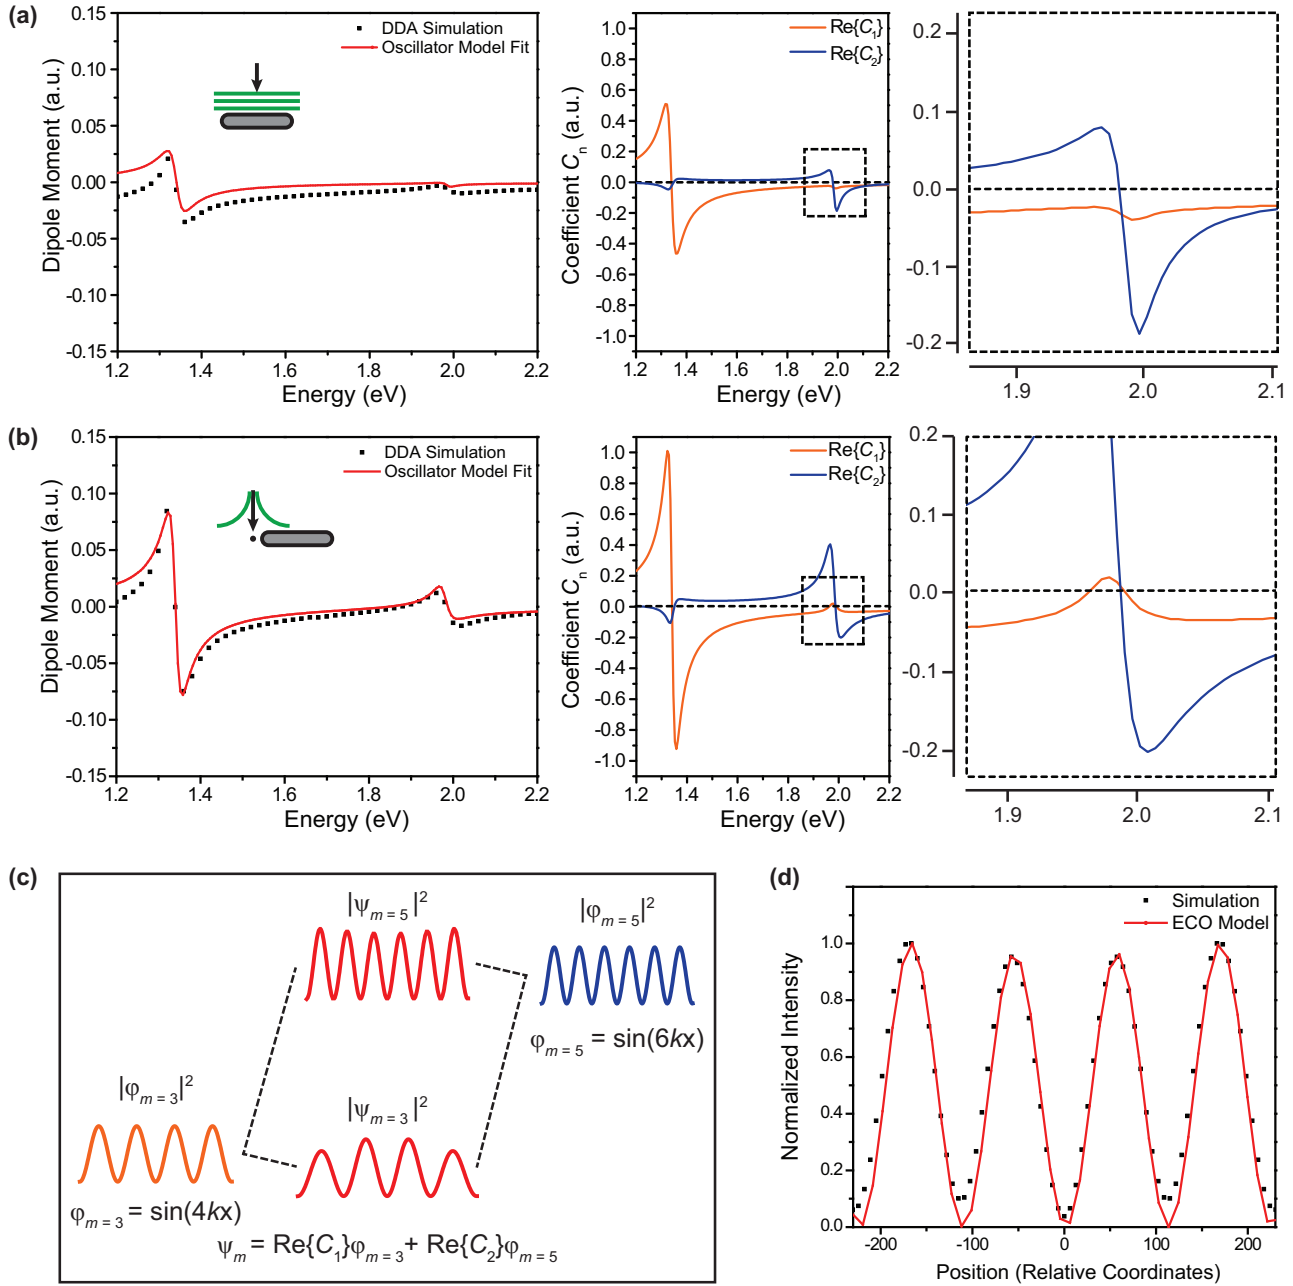 (a)
DDA Simulation
Oscillator Model Fit
Dipole Moment (a.u.)
0.15
0.10
0.05
0.00
-0.05
-0.10
-0.15
1.2 1.4 1.6 1.8 2.0 2.2
Energy (eV)
Re{C₁}
Re{C₂}
Coefficient Cₙ (a.u.)
1.0
0.8
0.6
0.4
0.2
0.0
-0.2
-0.4
-0.6
-0.8
-1.0
1.2 1.4 1.6 1.8 2.0 2.2
Energy (eV)
0.2
0.1
0.0
-0.1
-0.2
1.9 2.0 2.1
(b)
DDA Simulation
Oscillator Model Fit
Dipole Moment (a.u.)
0.15
0.10
0.05
0.00
-0.05
-0.10
-0.15
1.2 1.4 1.6 1.8 2.0 2.2
Energy (eV)
Re{C₁}
Re{C₂}
Coefficient Cₙ (a.u.)
1.0
0.8
0.6
0.4
0.2
0.0
-0.2
-0.4
-0.6
-0.8
-1.0
1.2 1.4 1.6 1.8 2.0 2.2
Energy (eV)
0.2
0.1
0.0
-0.1
-0.2
1.9 2.0 2.1
(c)
|ψₘ₌₅|²
|φₘ₌₅|²
φₘ₌₅ = sin(6kx)
|φₘ₌₃|²
|ψₘ₌₃|²
φₘ₌₃ = sin(4kx)
ψₘ = Re{C₁}φₘ₌₃ + Re{C₂}φₘ₌₅
(d)
Simulation
ECO Model
Normalized Intensity
1.0
0.8
0.6
0.4
0.2
0.0
-200 -100 0 100 200
Position (Relative Coordinates)